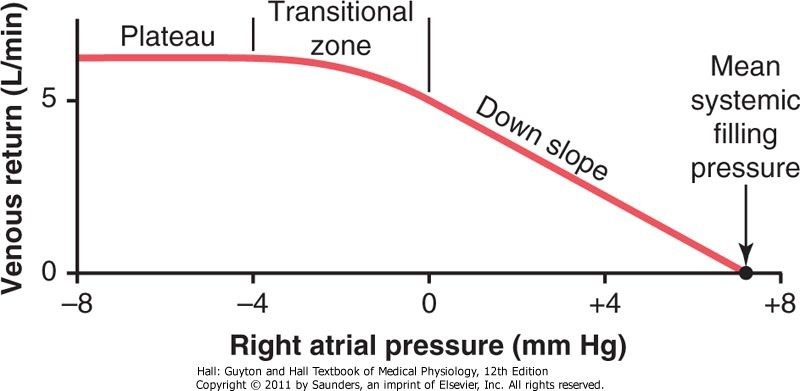 Venous return (L/min)
Plateau
Transitional
zone
Down slope
Mean
systemic
filling
pressure
5
0
–8
–4
0
+4
+8
Right atrial pressure (mm Hg)
Hall: Guyton and Hall Textbook of Medical Physiology, 12th Edition
Copyright © 2011 by Saunders, an imprint of Elsevier, Inc. All rights reserved.